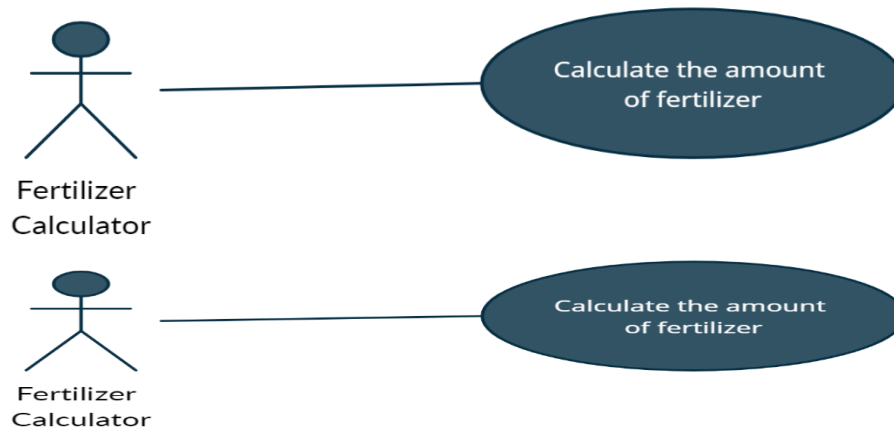 Calculate the amount
of fertilizer
Fertilizer
Calculator
Calculate the amount
of fertilizer
Fertilizer
Calculator